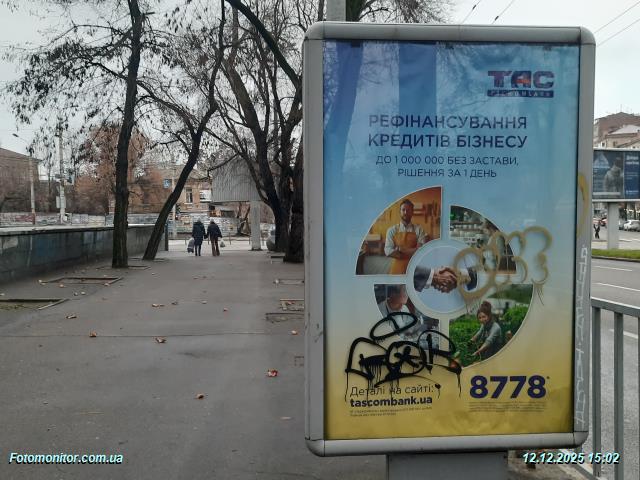 ТАС
РЕФІНАНСУВАННЯ
КРЕДИТІВ БІЗНЕСУ
ДО 1 000 000 БЕЗ ЗАСТАВИ,
РІШЕННЯ ЗА 1 ДЕНЬ
Деталі на сайті:
tascombank.ua
8778*
Fotomonitor.com.ua
12.12.2025 15:02